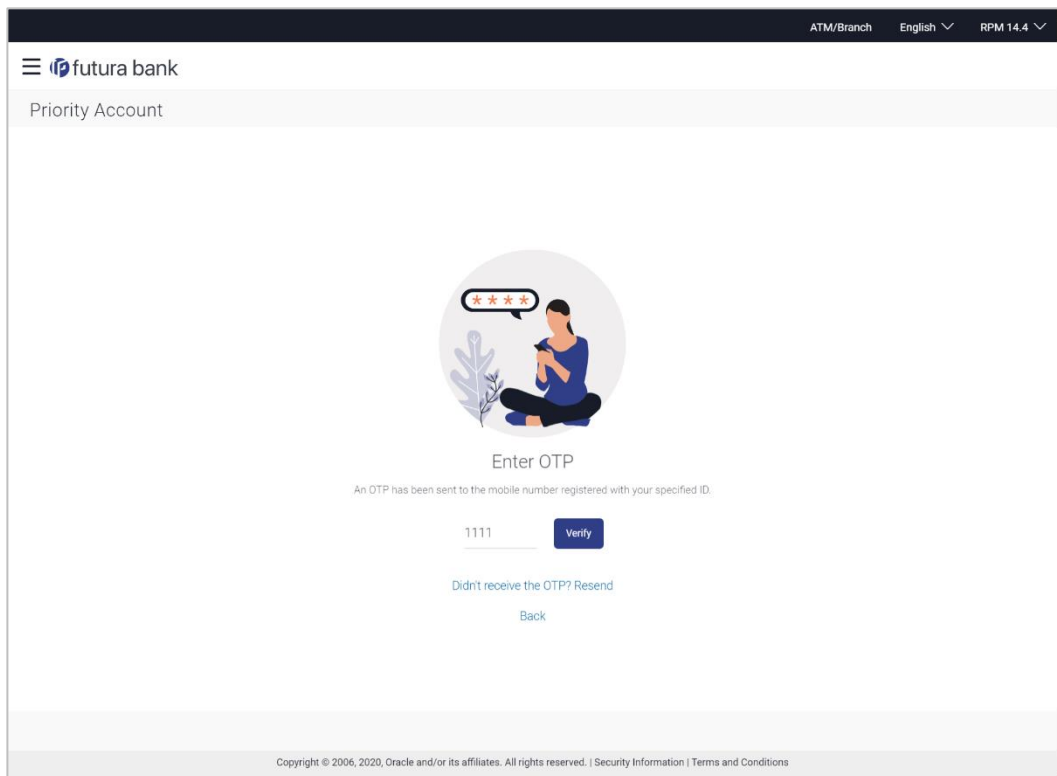 ATM/Branch English RPM 14.4
futura bank
Priority Account
****
Enter OTP
An OTP has been sent to the mobile number registered with your specified ID.
1111 Verify
Didn't receive the OTP? Resend
Back
Copyright © 2006, 2020, Oracle and/or its affiliates. All rights reserved. | Security Information | Terms and Conditions